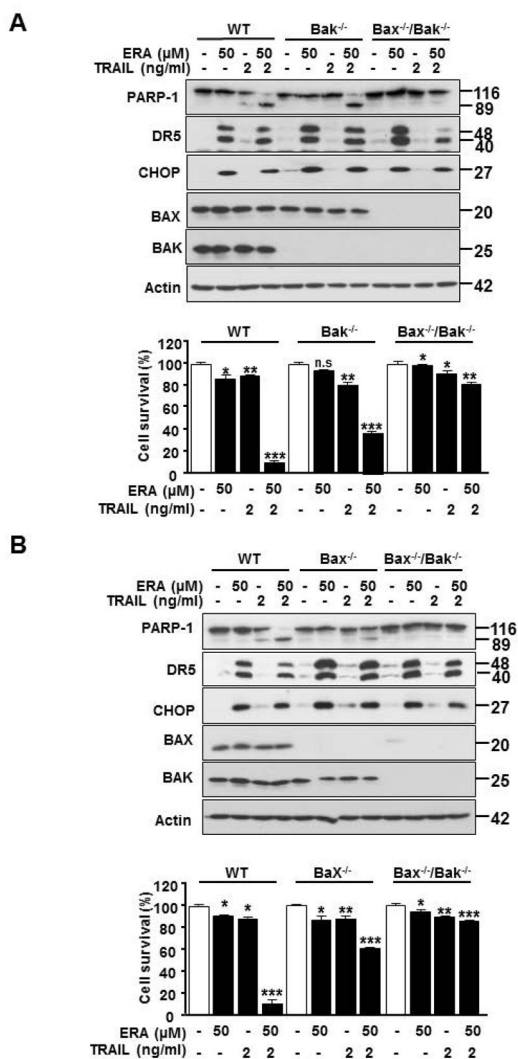 A
WT Bak-/- Bax-/-/Bak-/-
ERA (µM) - 50 - 50 - 50 - 50 - 50 - 50
TRAIL (ng/ml) - - 2 2 - - 2 2 - - 2 2
PARP-1 116
89
DR5 48
40
CHOP 27
BAX 20
BAK 25
Actin 42
WT Bak-/- Bax-/-/Bak-/-
Cell survival (%)
120
100
80
60
40
20
0
* ** *** n.s ** *** * * **
ERA (µM) - 50 - 50 - 50 - 50 - 50 - 50
TRAIL (ng/ml) - - 2 2 - - 2 2 - - 2 2
B
WT Bax-/- Bax-/-/Bak-/-
ERA (µM) - 50 - 50 - 50 - 50 - 50 - 50
TRAIL (ng/ml) - - 2 2 - - 2 2 - - 2 2
PARP-1 116
89
DR5 48
40
CHOP 27
BAX 20
BAK 25
Actin 42
WT BaX-/- Bax-/-/Bak-/-
Cell survival (%)
120
100
80
60
40
20
0
* * *** * ** *** * ** ***
ERA (µM) - 50 - 50 - 50 - 50 - 50 - 50
TRAIL (ng/ml) - - 2 2 - - 2 2 - - 2 2